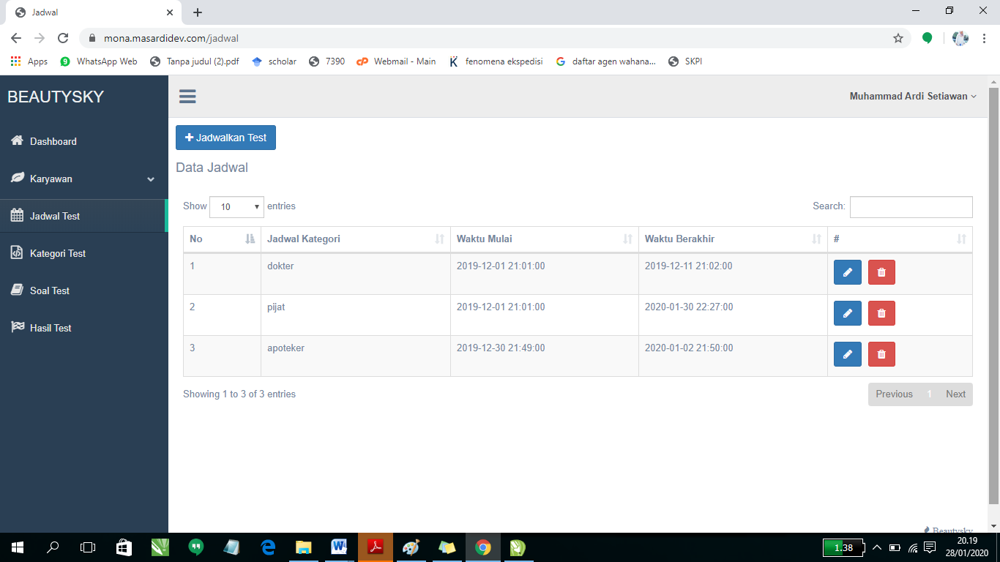 Jadwal
mona.masardidev.com/jadwal
Apps WhatsApp Web Tanpa judul (2).pdf scholar 7390 Webmail - Main fenomena ekspedisi daftar agen wahana... SKPI
BEAUTYSKY
Muhammad Ardi Setiawan
Dashboard
Karyawan
Jadwal Test
Kategori Test
Soal Test
Hasil Test
Jadwalkan Test
Data Jadwal
Show 10 entries
Search:
No Jadwal Kategori Waktu Mulai Waktu Berakhir #
1 dokter 2019-12-01 21:01:00 2019-12-11 21:02:00
2 pijat 2019-12-01 21:01:00 2020-01-30 22:27:00
3 apoteker 2019-12-30 21:49:00 2020-01-02 21:50:00
Showing 1 to 3 of 3 entries
Previous 1 Next
Beautysky
1.38
20.19
28/01/2020